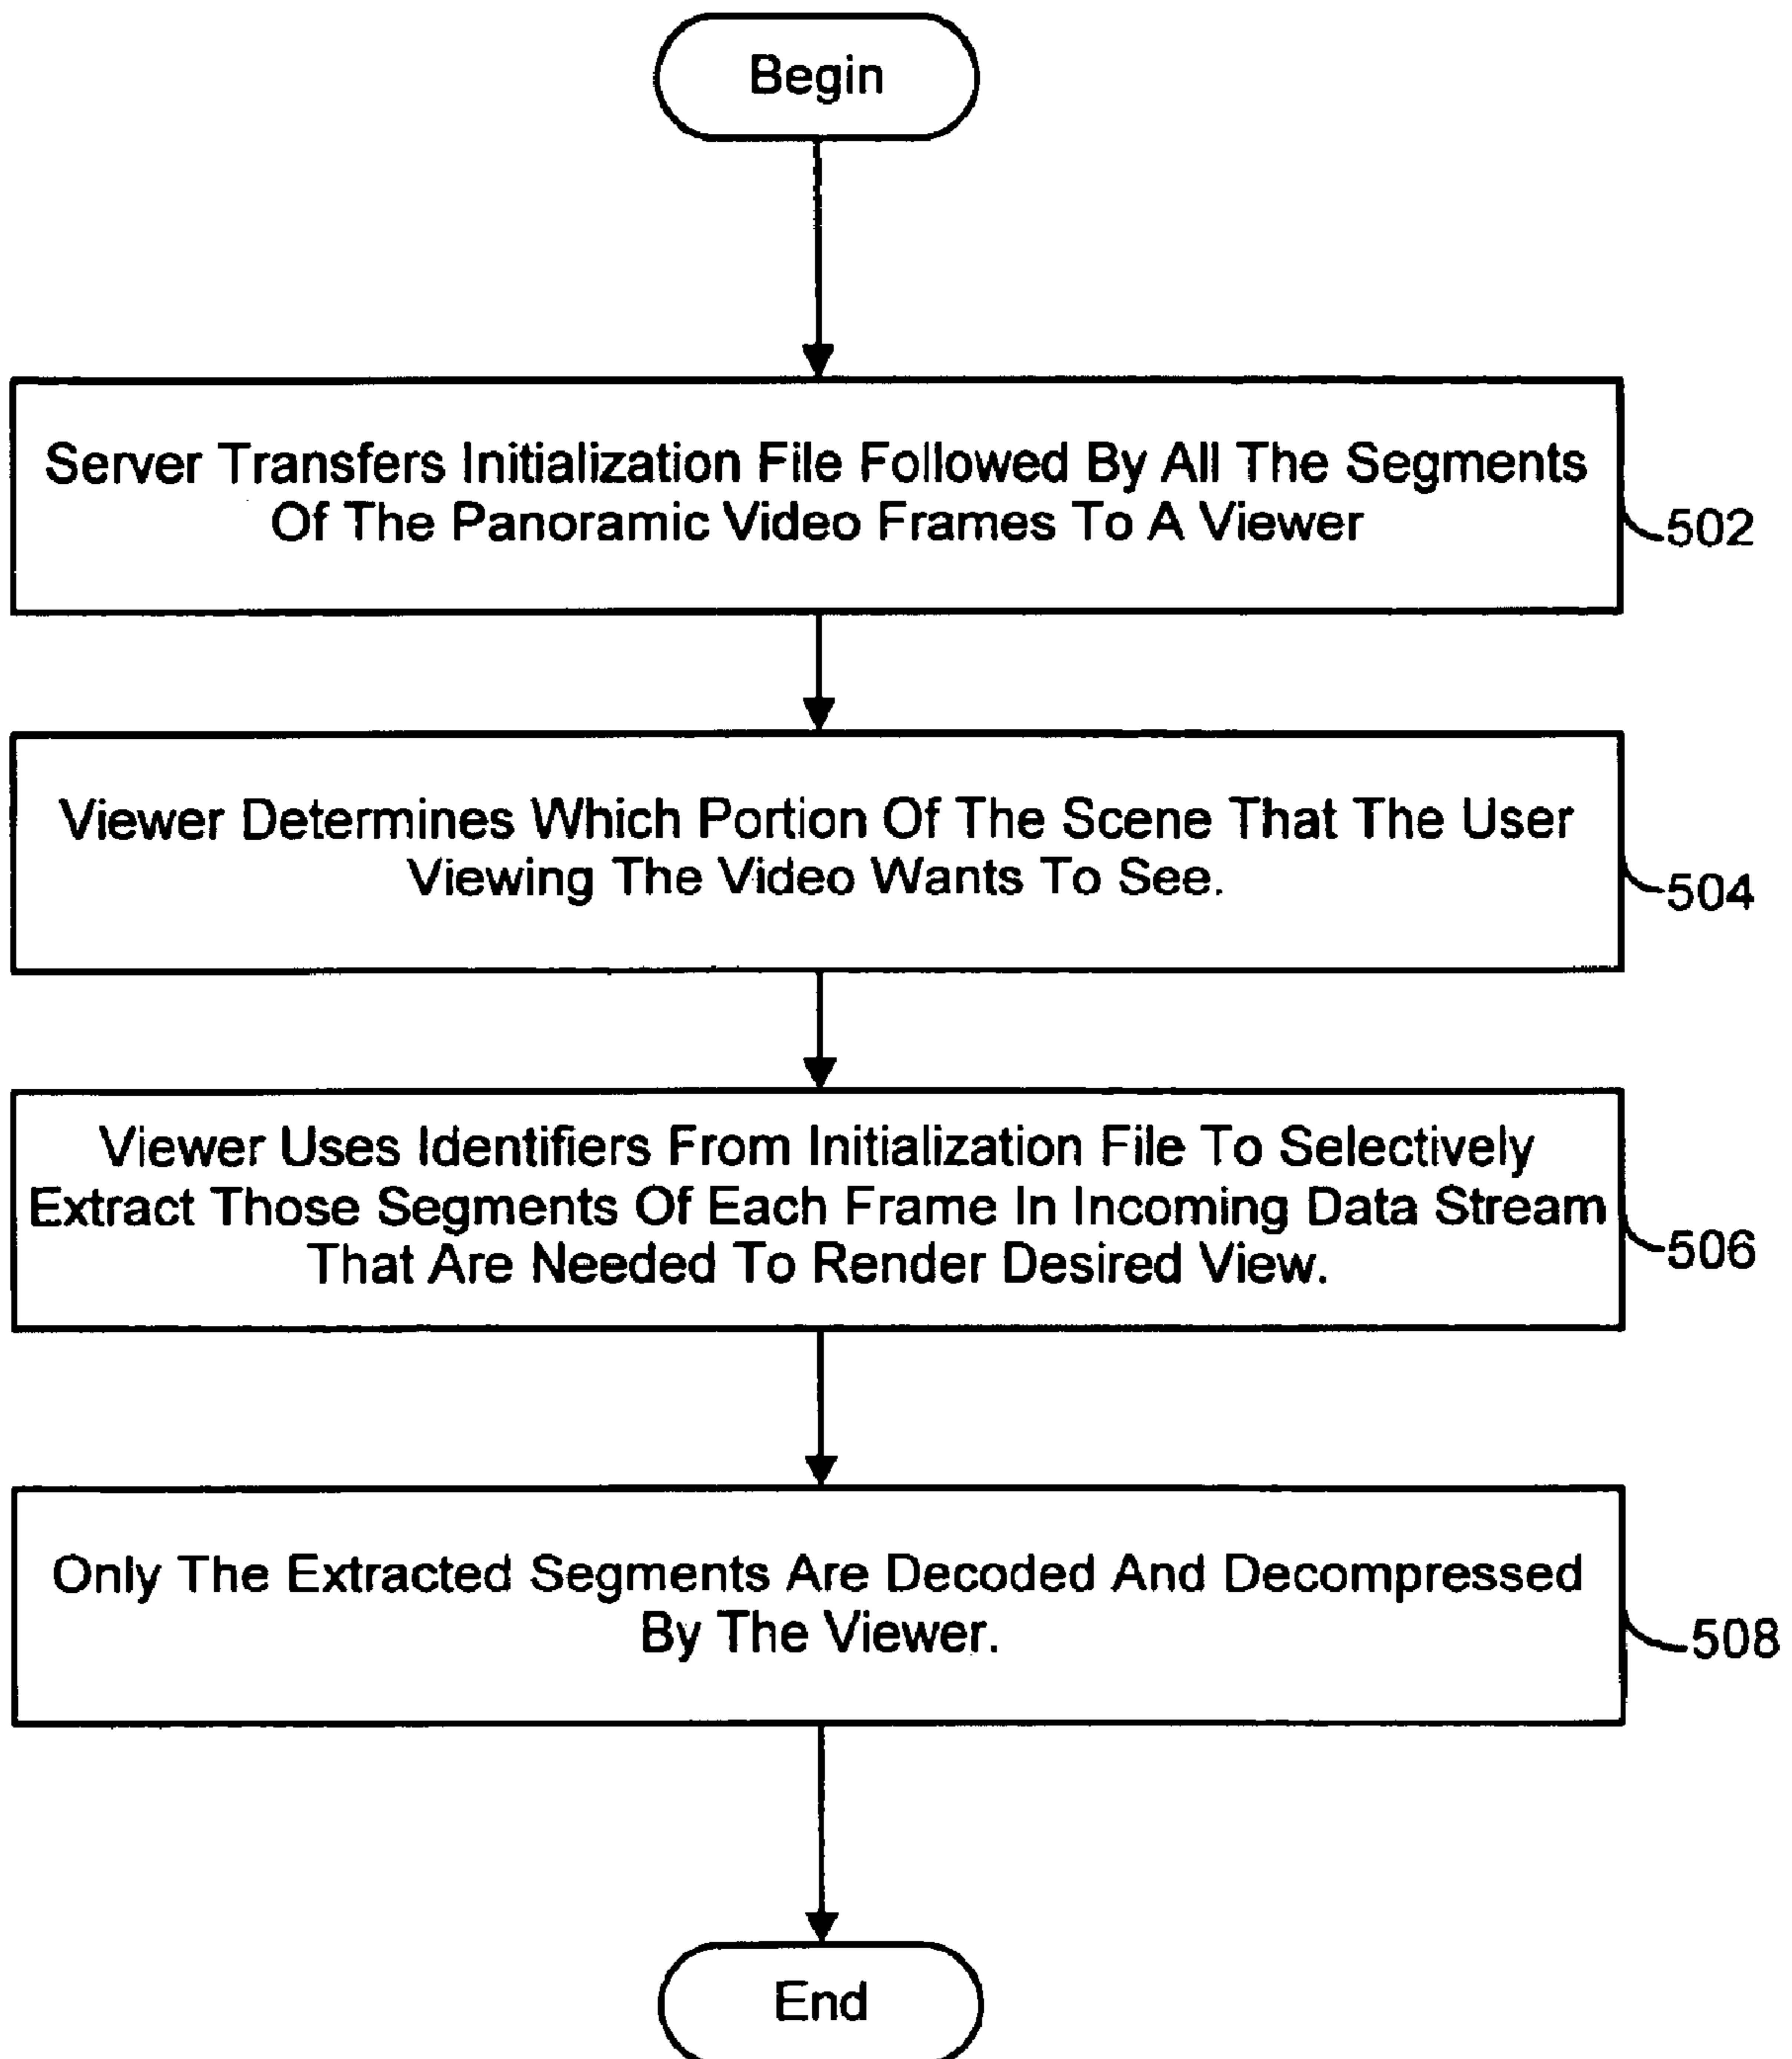 Begin
Server Transfers Initialization File Followed By All The Segments
Of The Panoramic Video Frames To A Viewer
502
Viewer Determines Which Portion Of The Scene That The User
Viewing The Video Wants To See.
504
Viewer Uses Identifiers From Initialization File To Selectively
Extract Those Segments Of Each Frame In Incoming Data Stream
That Are Needed To Render Desired View.
506
Only The Extracted Segments Are Decoded And Decompressed
By The Viewer.
508
End